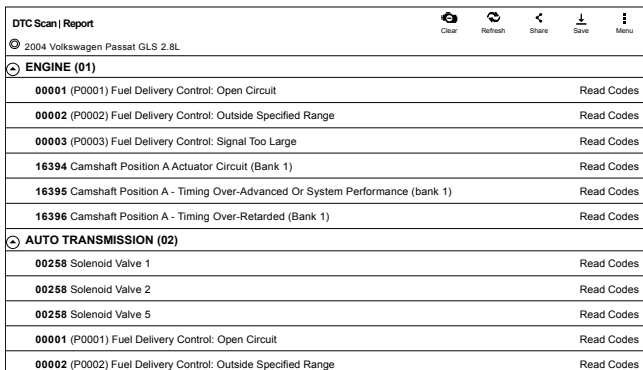 DTC Scan | Report
Clear Refresh Share Save Menu
2004 Volkswagen Passat GLS 2.8L
ENGINE (01)
00001 (P0001) Fuel Delivery Control: Open Circuit Read Codes
00002 (P0002) Fuel Delivery Control: Outside Specified Range Read Codes
00003 (P0003) Fuel Delivery Control: Signal Too Large Read Codes
16394 Camshaft Position A Actuator Circuit (Bank 1) Read Codes
16395 Camshaft Position A - Timing Over-Advanced Or System Performance (bank 1) Read Codes
16396 Camshaft Position A - Timing Over-Retarded (Bank 1) Read Codes
AUTO TRANSMISSION (02)
00258 Solenoid Valve 1 Read Codes
00258 Solenoid Valve 2 Read Codes
00258 Solenoid Valve 5 Read Codes
00001 (P0001) Fuel Delivery Control: Open Circuit Read Codes
00002 (P0002) Fuel Delivery Control: Outside Specified Range Read Codes